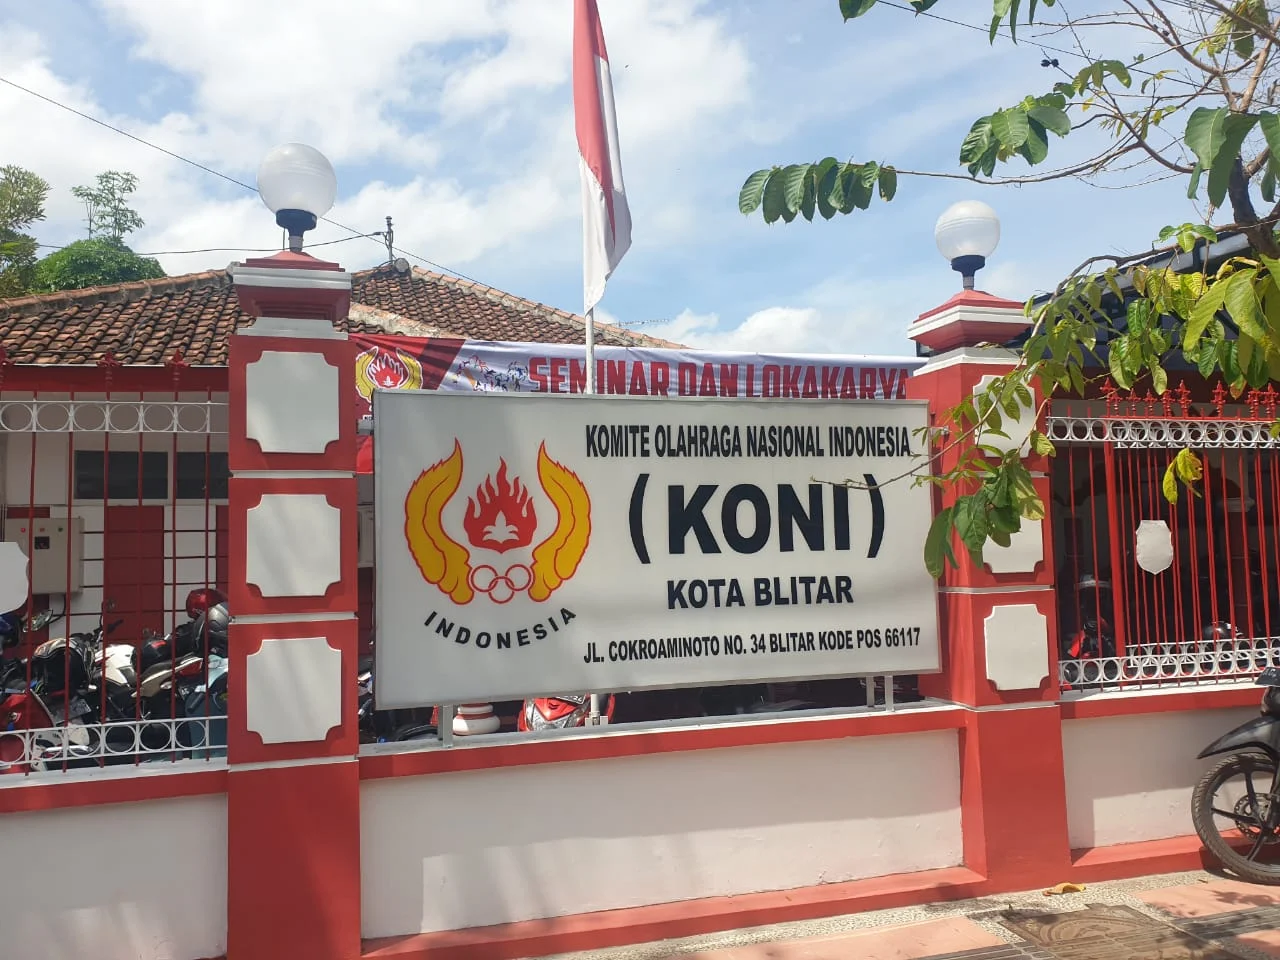 SEMINAR DAN LOKAKARYA
KOMITE OLAHRAGA NASIONAL INDONESIA
(KONI)
KOTA BLITAR
JL. COKROAMINOTO NO. 34 BLITAR KODE POS 66117
INDONESIA